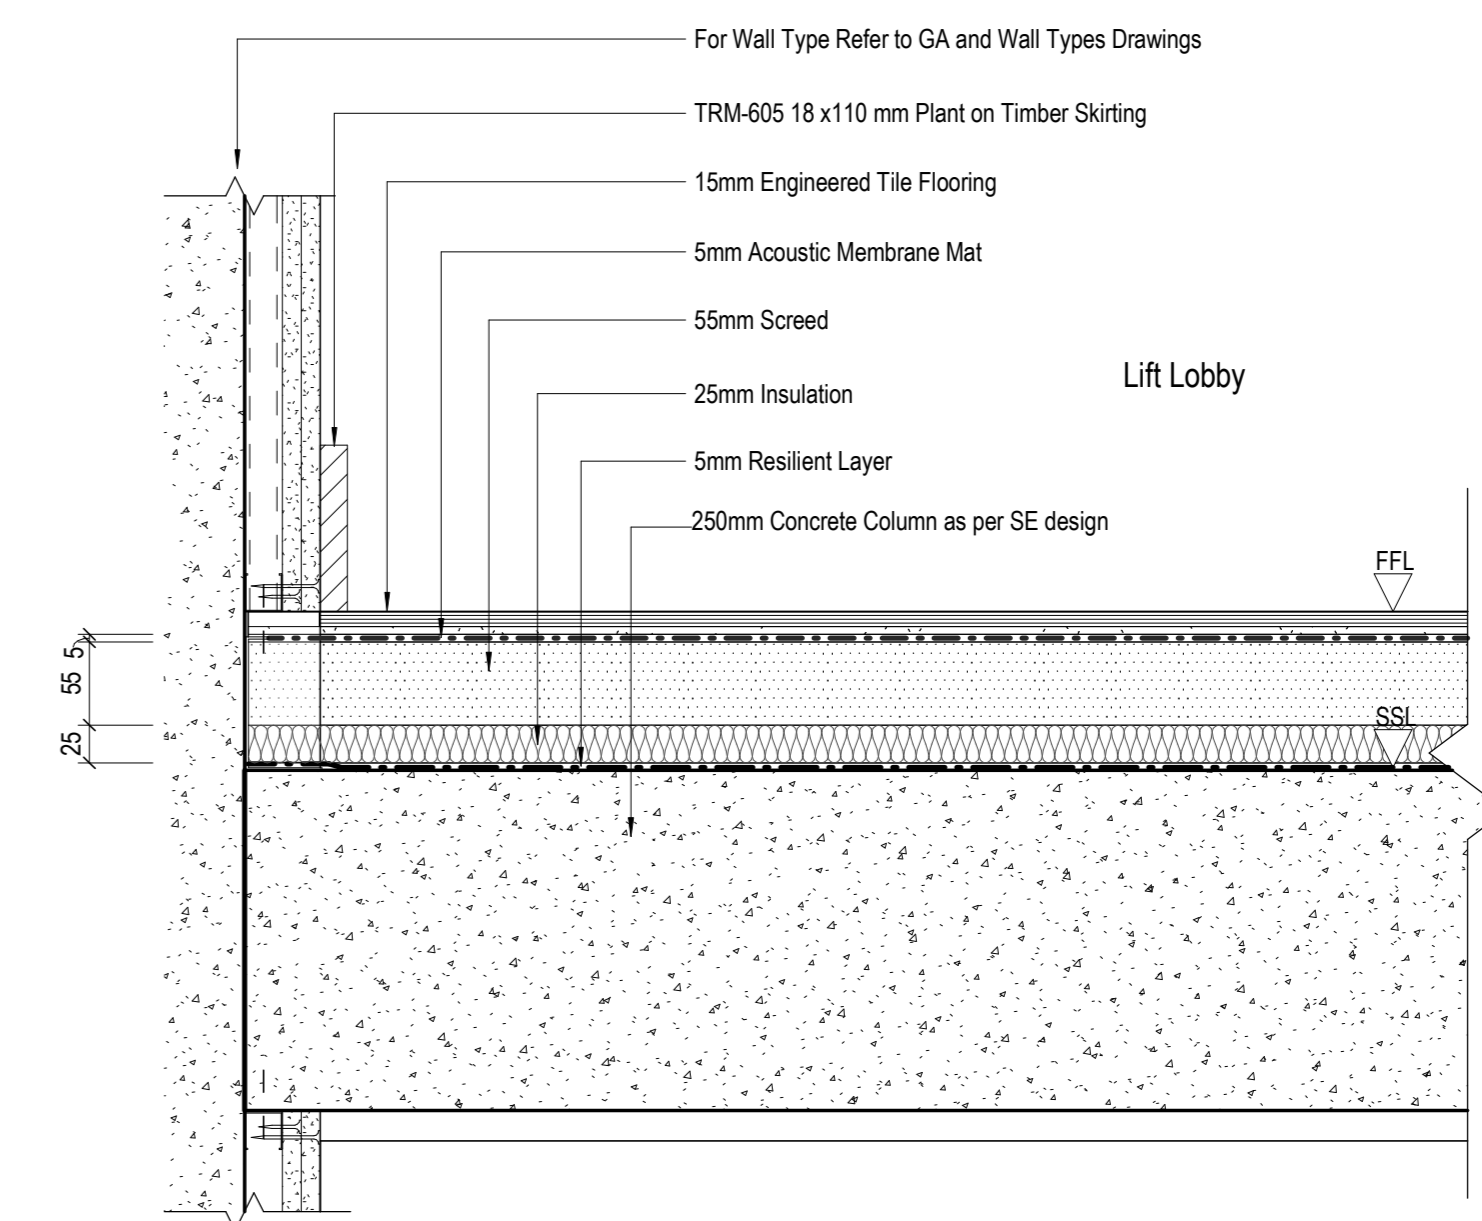 For Wall Type Refer to GA and Wall Types Drawings
TRM-605 18 x110 mm Plant on Timber Skirting
15mm Engineered Tile Flooring
5mm Acoustic Membrane Mat
55mm Screed
Lift Lobby
25mm Insulation
5mm Resilient Layer
250mm Concrete Column as per SE design
FFL
5
55
25
SSL